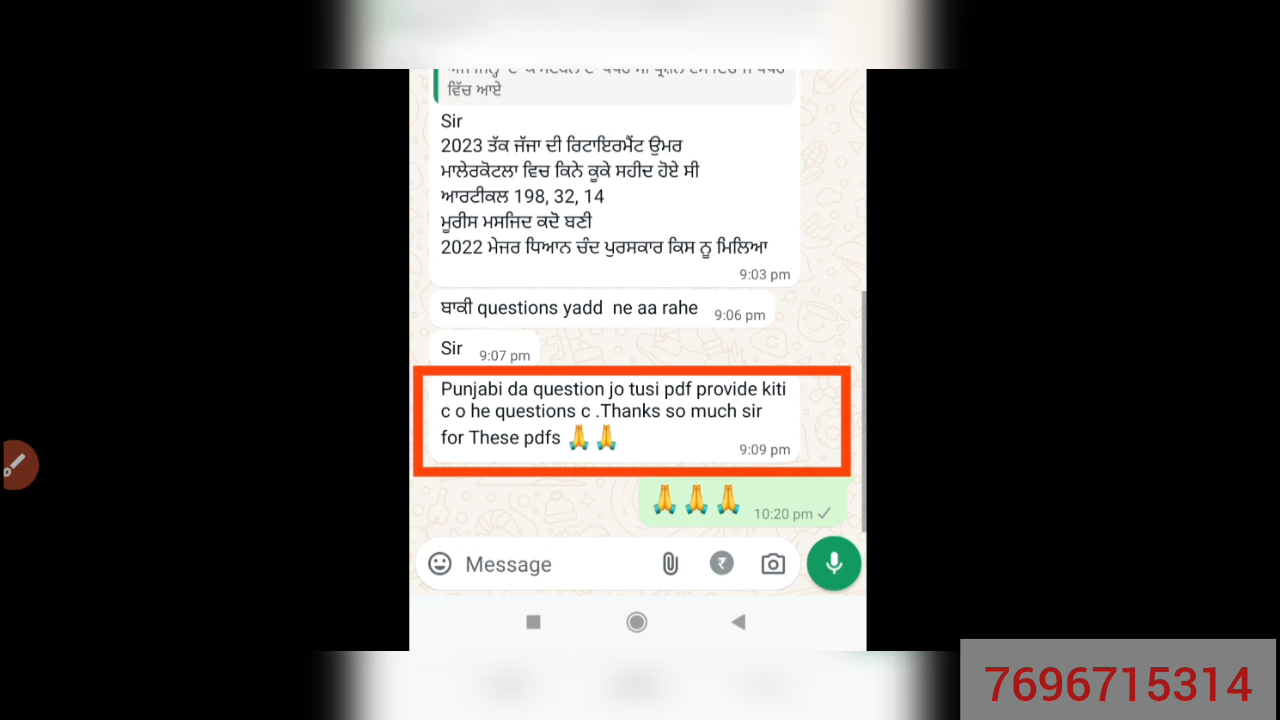 ਵਿੱਚ ਆਏ
Sir
2023 ਤੱਕ ਜੱਜਾ ਦੀ ਰਿਟਾਇਰਮੈਂਟ ਉਮਰ
ਮਾਲੇਰਕੋਟਲਾ ਵਿਚ ਕਿਨੇ ਕੂਕੇ ਸਹੀਦ ਹੋਏ ਸੀ
ਆਰਟੀਕਲ 198, 32, 14
ਮੂਰੀਸ ਮਸਜਿਦ ਕਦੋ ਬਣੀ
2022 ਮੇਜਰ ਧਿਆਨ ਚੰਦ ਪੁਰਸਕਾਰ ਕਿਸ ਨੂ ਮਿਲਿਆ
9:03 pm
ਬਾਕੀ questions yadd ne aa rahe 9:06 pm
Sir 9:07 pm
Punjabi da question jo tusi pdf provide kiti
c o he questions c .Thanks so much sir
for These pdfs 🙏 🙏
9:09 pm
🙏 🙏 🙏 10:20 pm
Message
7696715314